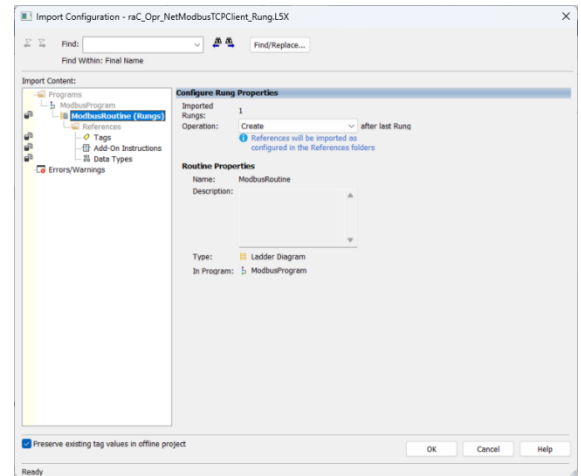 Import Configuration - raC_Opr_NetModbusTCPClient_Rung.L5X
Find:
Find/Replace...
Find Within: Final Name
Import Content:
Programs
ModbusProgram
ModbusRoutine (Rungs)
References
Tags
Add-On Instructions
Data Types
Errors/Warnings
Configure Rung Properties
Imported Rungs: 1
Operation: Create after last Rung
References will be imported as
configured in the References folders
Routine Properties
Name: ModbusRoutine
Description:
Type: Ladder Diagram
In Program: ModbusProgram
Preserve existing tag values in offline project
OK Cancel Help
Ready